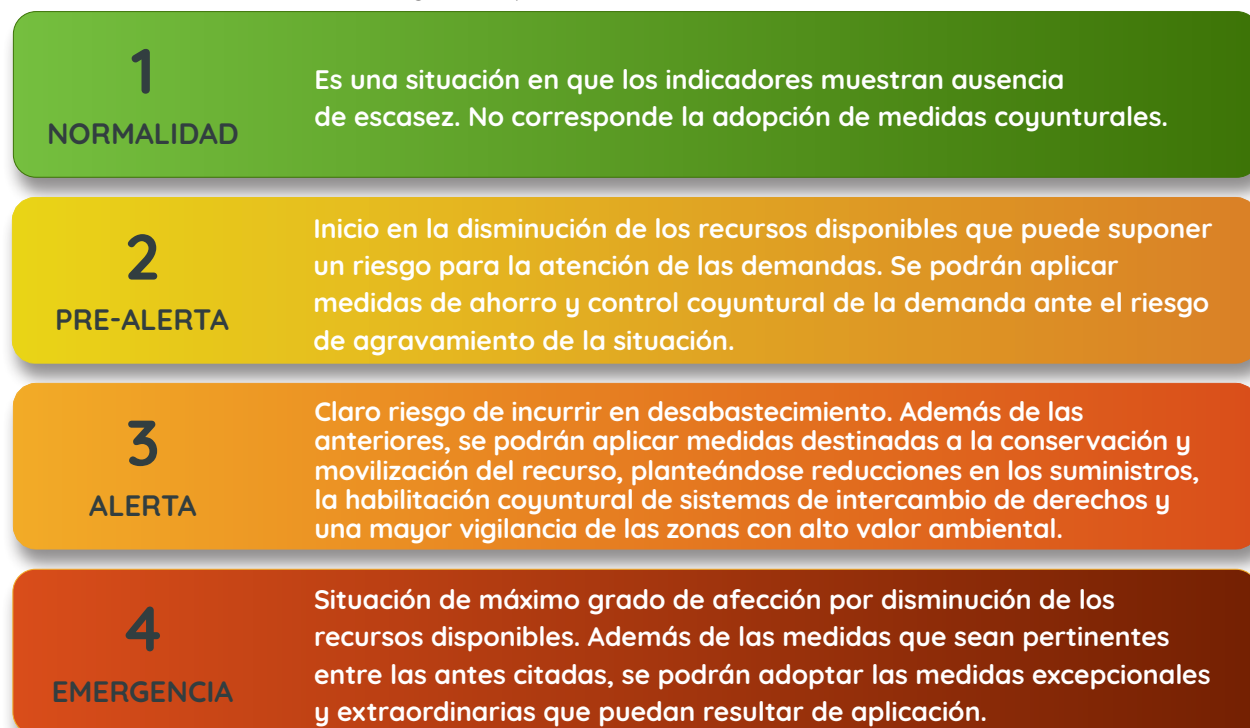 1
NORMALIDAD
Es una situación en que los indicadores muestran ausencia
de escasez. No corresponde la adopción de medidas coyunturales.
2
PRE-ALERTA
Inicio en la disminución de los recursos disponibles que puede suponer
un riesgo para la atención de las demandas. Se podrán aplicar
medidas de ahorro y control coyuntural de la demanda ante el riesgo
de agravamiento de la situación.
3
ALERTA
Claro riesgo de incurrir en desabastecimiento. Además de las
anteriores, se podrán aplicar medidas destinadas a la conservación y
movilización del recurso, planteándose reducciones en los suministros,
la habilitación coyuntural de sistemas de intercambio de derechos y
una mayor vigilancia de las zonas con alto valor ambiental.
4
EMERGENCIA
Situación de máximo grado de afección por disminución de los
recursos disponibles. Además de las medidas que sean pertinentes
entre las antes citadas, se podrán adoptar las medidas excepcionales
y extraordinarias que puedan resultar de aplicación.